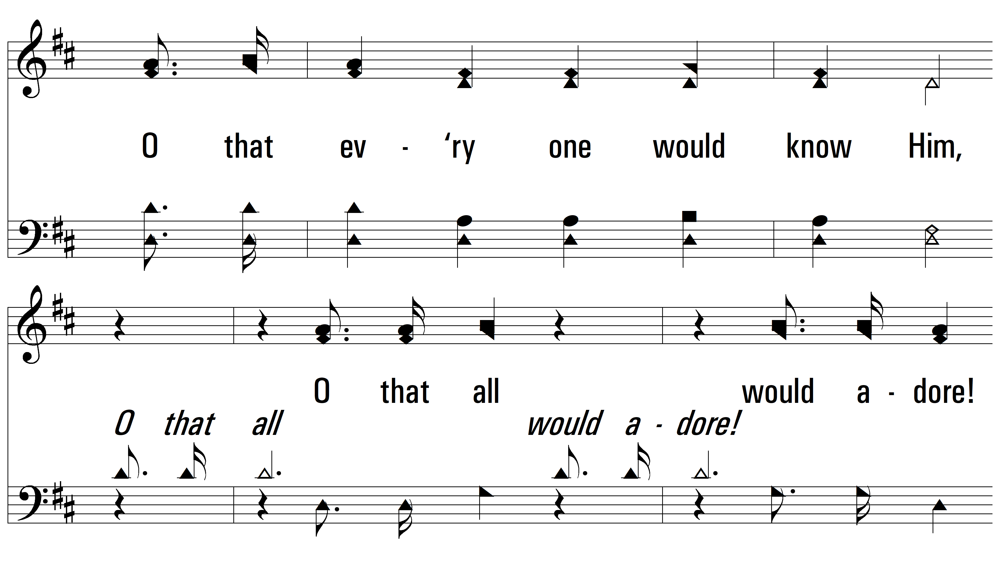 O that ev - ‘ry one would know Him,
O that all would a - dore!
O that all would a - dore!